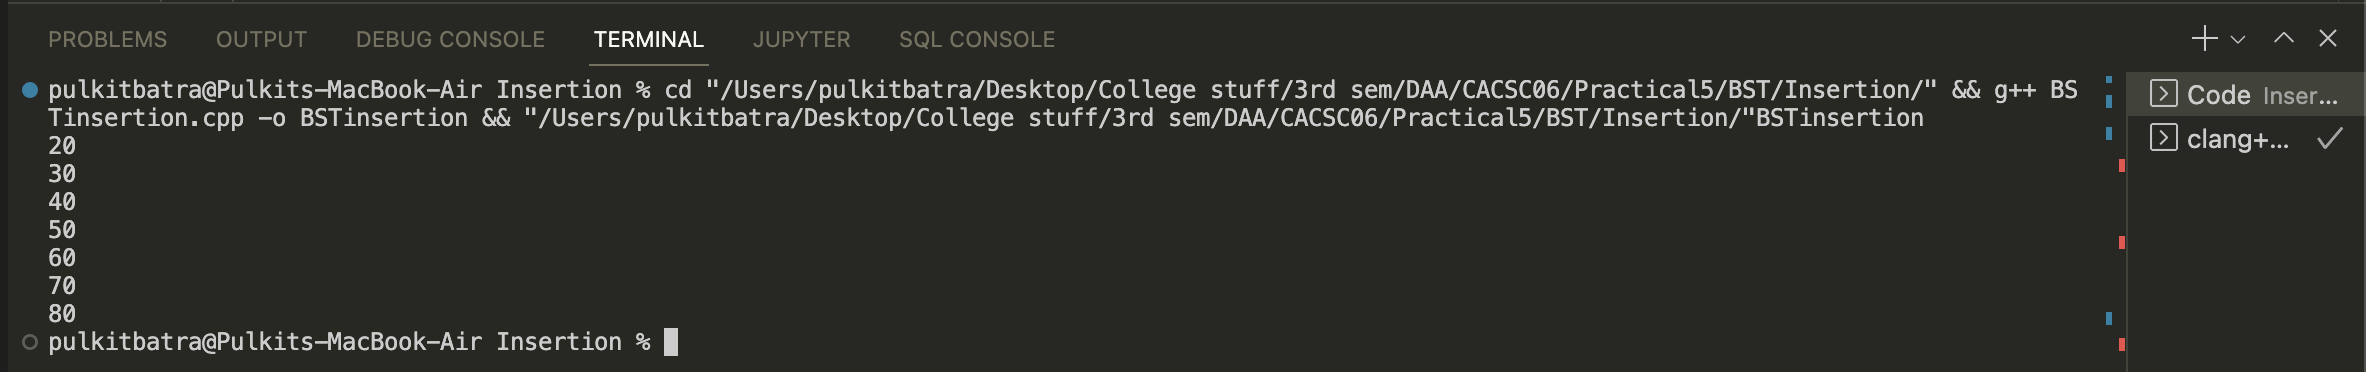 PROBLEMS OUTPUT DEBUG CONSOLE TERMINAL JUPYTER SQL CONSOLE
pulkitbatra@Pulkits-MacBook-Air Insertion % cd "/Users/pulkitbatra/Desktop/College stuff/3rd sem/DAA/CACSC06/Practical5/BST/Insertion/" && g++ BS
Tinsertion.cpp -o BSTinsertion && "/Users/pulkitbatra/Desktop/College stuff/3rd sem/DAA/CACSC06/Practical5/BST/Insertion/"BSTinsertion
20
30
40
50
60
70
80
pulkitbatra@Pulkits-MacBook-Air Insertion %
Code Inser...
clang+...